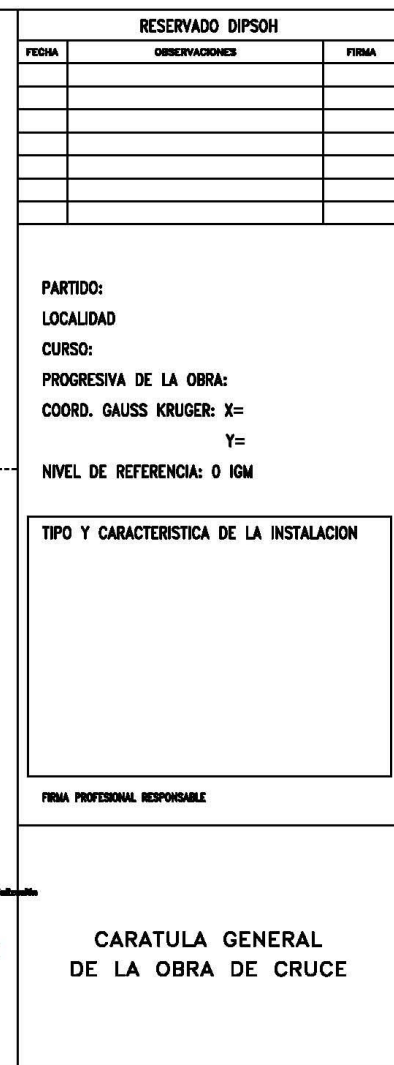 RESERVADO DIPSOH
FECHA OBSERVACIONES FIRMA
PARTIDO:
LOCALIDAD
CURSO:
PROGRESIVA DE LA OBRA:
COORD. GAUSS KRUGER: X=
Y=
NIVEL DE REFERENCIA: 0 IGM
TIPO Y CARACTERISTICA DE LA INSTALACION
FIRMA PROFESIONAL RESPONSABLE
CARATULA GENERAL
DE LA OBRA DE CRUCE